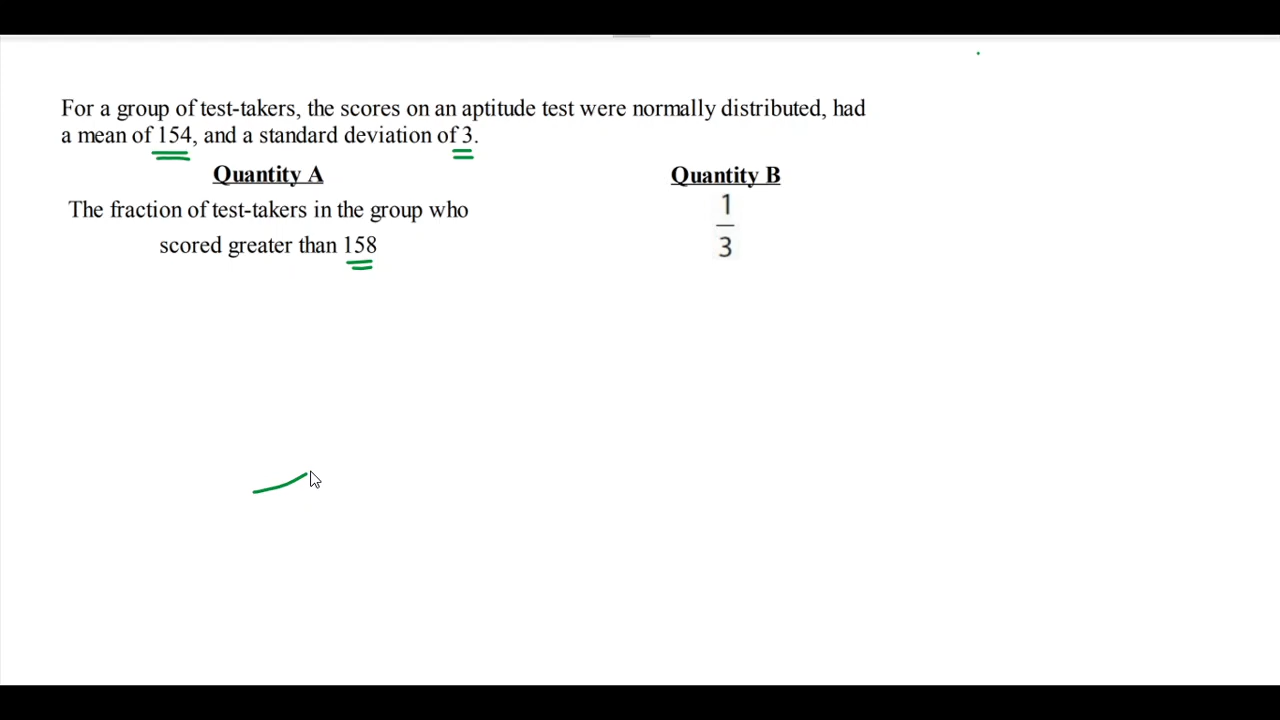 For a group of test-takers, the scores on an aptitude test were normally distributed, had
a mean of 154, and a standard deviation of 3.
Quantity A
The fraction of test-takers in the group who
scored greater than 158
Quantity B
1
3